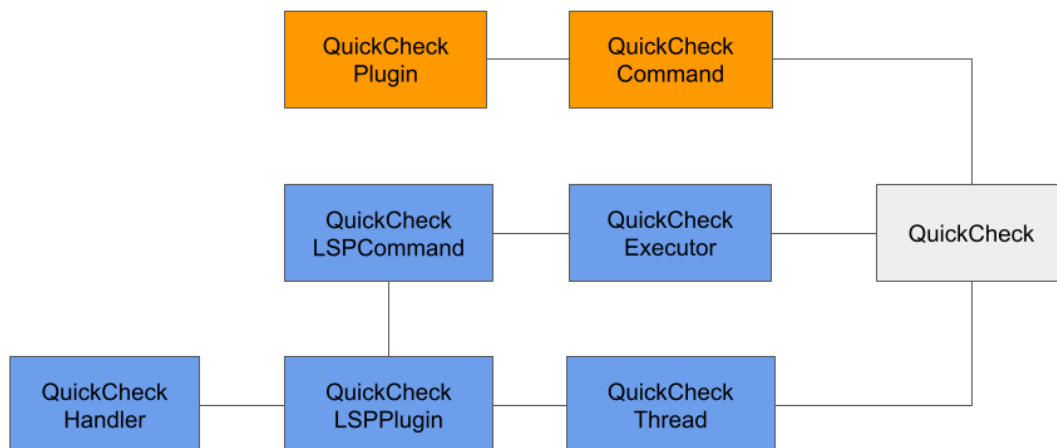 QuickCheck
Plugin
QuickCheck
Command
QuickCheck
LSPCommand
QuickCheck
Executor
QuickCheck
QuickCheck
Handler
QuickCheck
LSPPlugin
QuickCheck
Thread